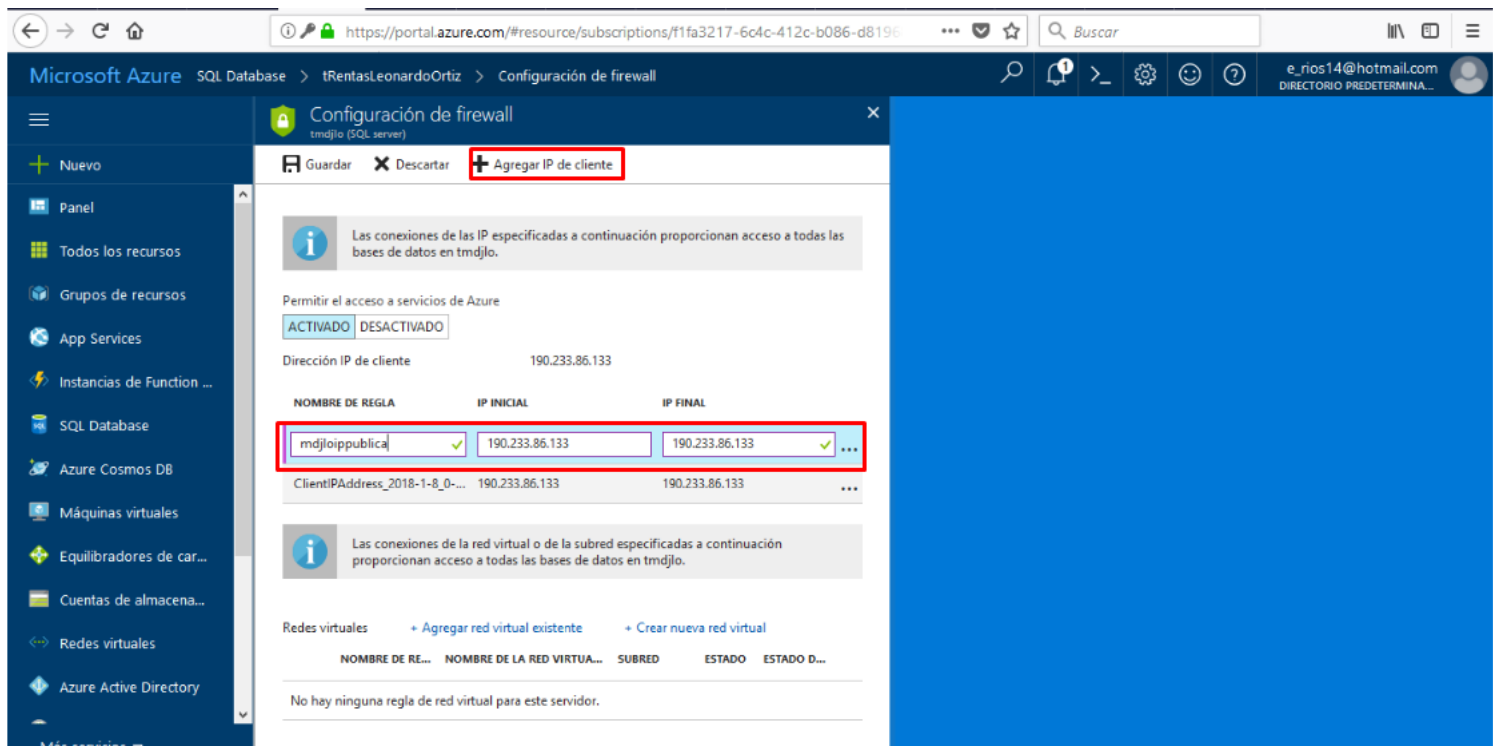 https://portal.azure.com/#resource/subscriptions/f1fa3217-6c4c-412c-b086-d8196
Buscar
Microsoft Azure SQL Database > tRentasLeonardoOrtiz > Configuración de firewall
e_rios14@hotmail.com
DIRECTORIO PREDETERMINA...
Configuración de firewall
tmdjlo (SQL server)
Guardar Descartar Agregar IP de cliente
Nuevo
Panel
Todos los recursos
Grupos de recursos
App Services
Instancias de Function ...
SQL Database
Azure Cosmos DB
Máquinas virtuales
Equilibradores de car...
Cuentas de almacena...
Redes virtuales
Azure Active Directory
Más servicios
Las conexiones de las IP especificadas a continuación proporcionan acceso a todas las
bases de datos en tmdjlo.
Permitir el acceso a servicios de Azure
ACTIVADO DESACTIVADO
Dirección IP de cliente 190.233.86.133
NOMBRE DE REGLA IP INICIAL IP FINAL
mdjloippublica 190.233.86.133 190.233.86.133 ...
ClientIPAddress_2018-1-8_0-... 190.233.86.133 190.233.86.133 ...
Las conexiones de la red virtual o de la subred especificadas a continuación
proporcionan acceso a todas las bases de datos en tmdjlo.
Redes virtuales + Agregar red virtual existente + Crear nueva red virtual
NOMBRE DE RE... NOMBRE DE LA RED VIRTUA... SUBRED ESTADO ESTADO D...
No hay ninguna regla de red virtual para este servidor.